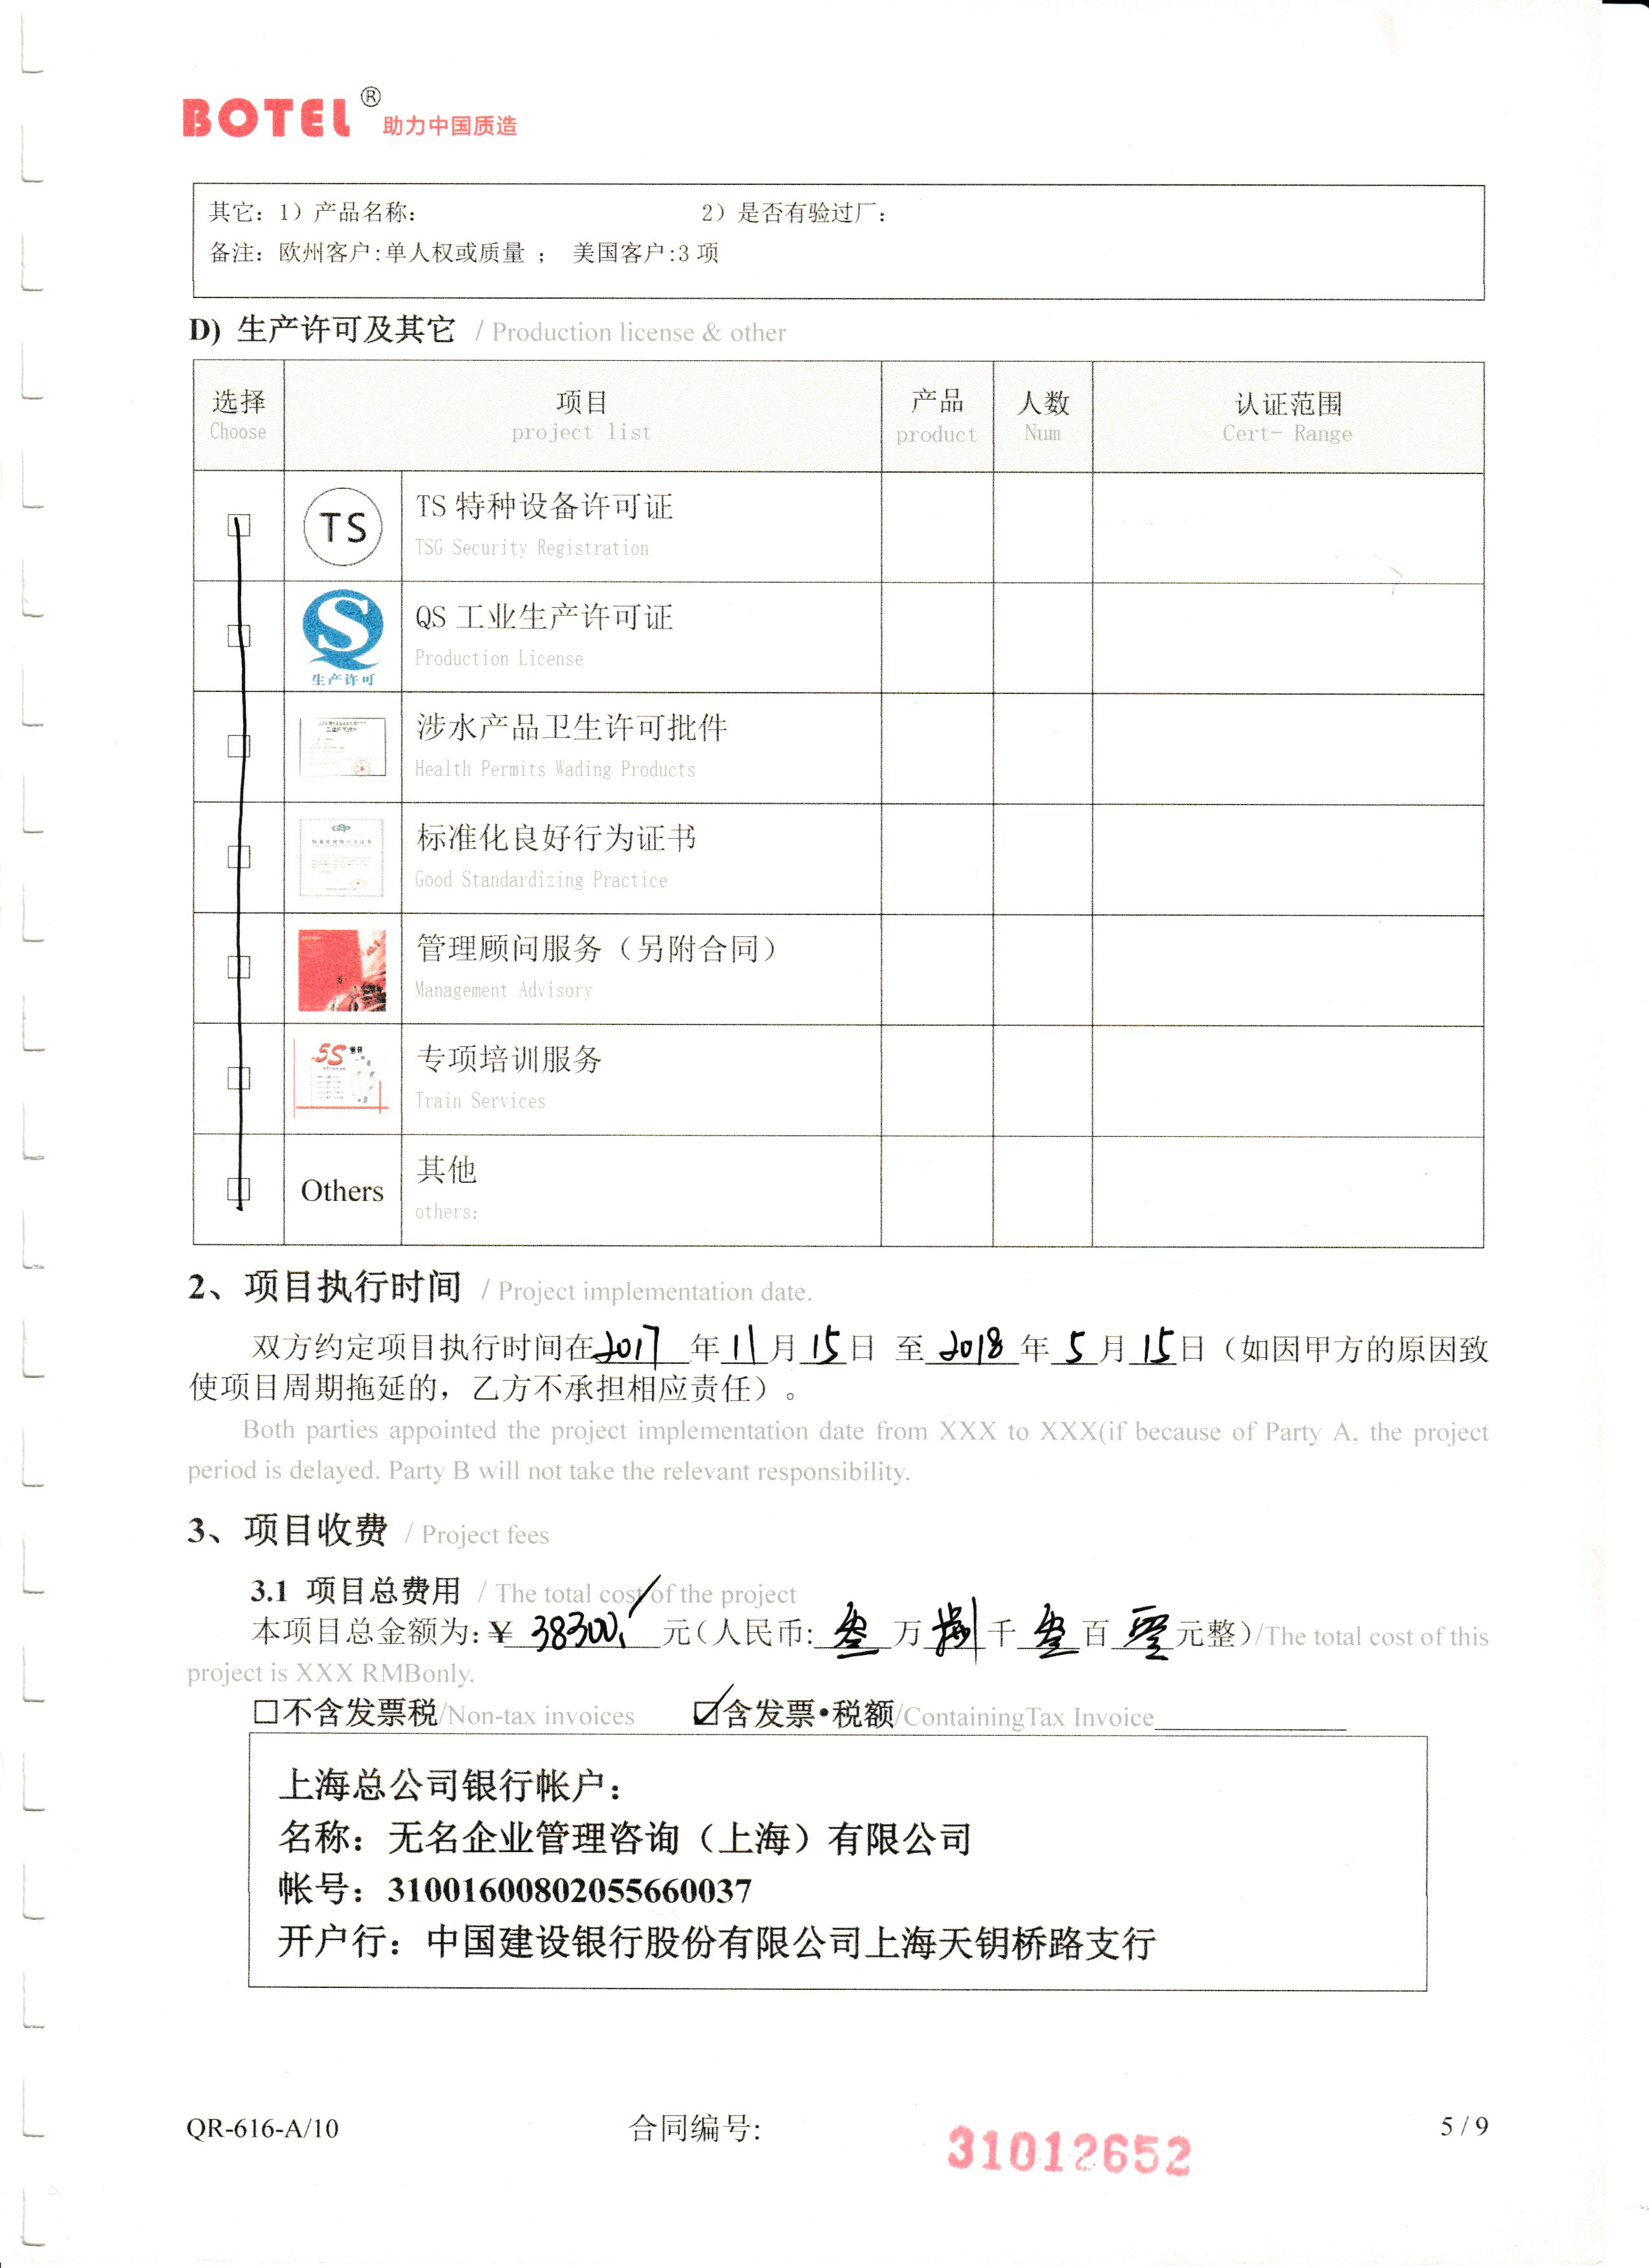 BOTEL® 助力中国质造
其它：1）产品名称： 2）是否有验过厂：
备注：欧州客户:单人权或质量 ； 美国客户:3 项
D) 生产许可及其它 / Production license & other
选择 项目 产品 人数 认证范围
Choose project list product Num Cert- Range
TS TS 特种设备许可证
TSG Security Registration
QS 工业生产许可证
Production License
生产许可
涉水产品卫生许可批件
Health Permits Wading Products
标准化良好行为证书
Good Standardizing Practice
管理顾问服务（另附合同）
Management Advisory
5S 专项培训服务
Train Services
Others 其他
others:
2、项目执行时间 / Project implementation date.
双方约定项目执行时间在 2017 年 11 月 15 日 至 2018 年 5 月 15 日（如因甲方的原因致
使项目周期拖延的，乙方不承担相应责任）。
Both parties appointed the project implementation date from XXX to XXX(if because of Party A, the project
period is delayed. Party B will not take the relevant responsibility.
3、项目收费 / Project fees
3.1 项目总费用 / The total cost of the project
本项目总金额为:￥ 38300. 元(人民币: 叁 万 捌 千 叁 百 零 元整)/The total cost of this
project is XXX RMBonly.
□不含发票税/Non-tax invoices ☑含发票•税额/ContainingTax Invoice
上海总公司银行帐户：
名称：无名企业管理咨询（上海）有限公司
帐号：31001600802055660037
开户行：中国建设银行股份有限公司上海天钥桥路支行
QR-616-A/10 合同编号: 31012652 5 / 9